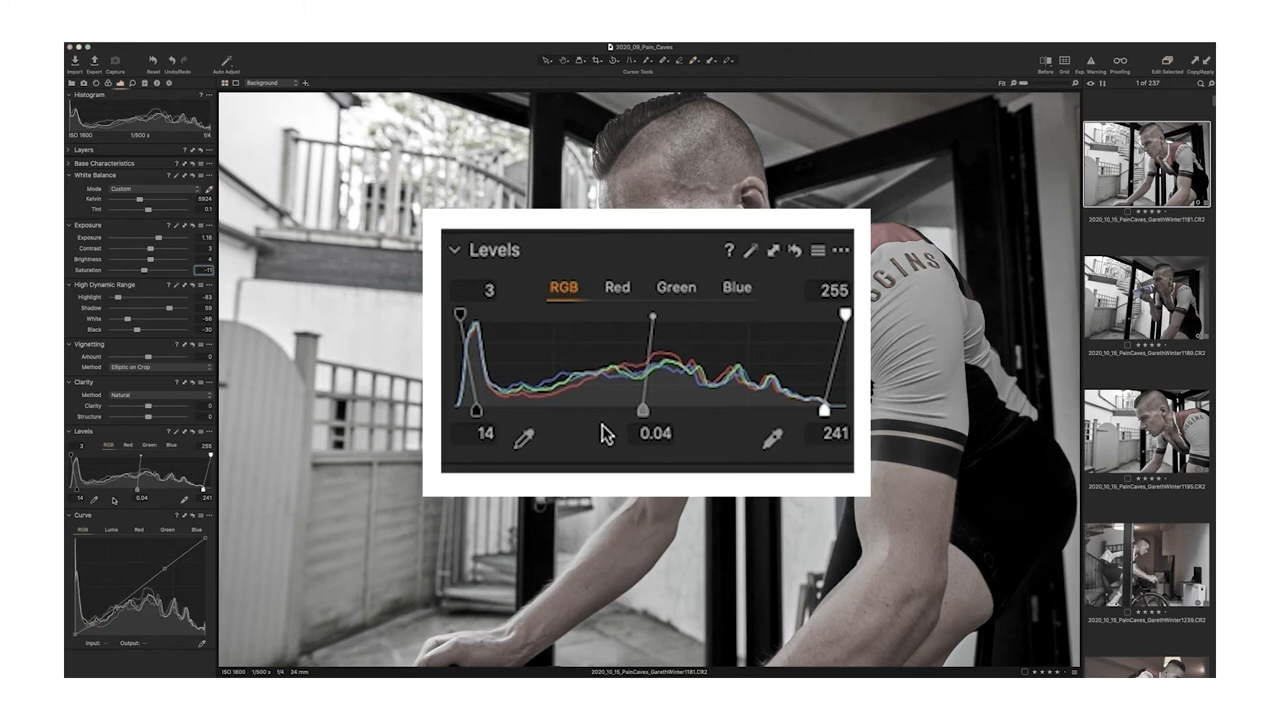 2020_09_Pain_Caves
Import Export Capture Reset Undo/Redo Auto Adjust Cursor Tools Before Grid Exp. Warning Proofing Edit Selected Copy/Apply
Background Fit 1 of 237
Histogram
ISO 1600 1/500 s f/4
Layers
Base Characteristics
White Balance
Mode Custom
Kelvin 5924
Tint 0.1
Exposure
Exposure 1.18
Contrast 3
Brightness 4
Saturation -11
High Dynamic Range
Highlight -83
Shadow 59
White -56
Black -30
Vignetting
Amount 0
Method Elliptic on Crop
Clarity
Method Natural
Clarity 0
Structure 0
Levels
3 RGB Red Green Blue 255
14 0.04 241
Curve
RGB Luma Red Green Blue
Input: -- Output: --
Levels
3 RGB Red Green Blue 255
14 0.04 241
GGINS
2020_10_15_PainCaves_GarethWinter1181.CR2
2020_10_15_PainCaves_GarethWinter1189.CR2
2020_10_15_PainCaves_GarethWinter1195.CR2
2020_10_15_PainCaves_GarethWinter1239.CR2
ISO 1600 1/500 s f/4 24 mm 2020_10_15_PainCaves_GarethWinter1181.CR2